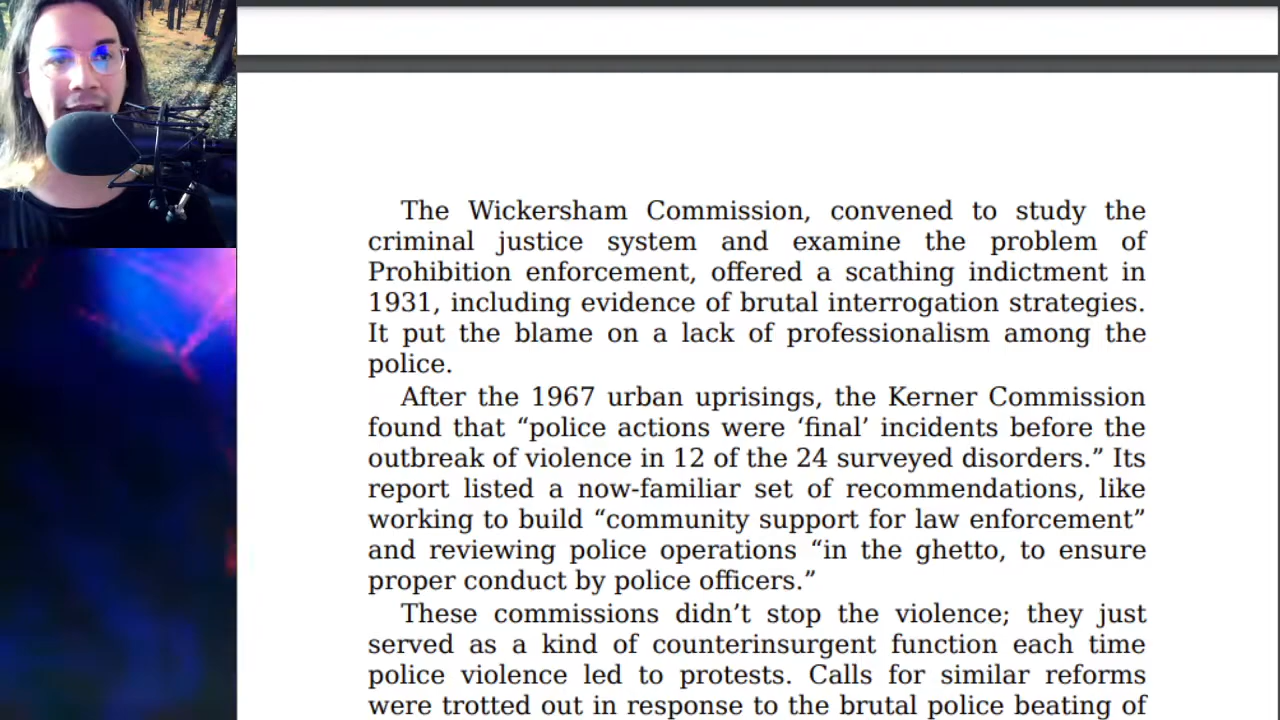 The Wickersham Commission, convened to study the
criminal justice system and examine the problem of
Prohibition enforcement, offered a scathing indictment in
1931, including evidence of brutal interrogation strategies.
It put the blame on a lack of professionalism among the
police.
After the 1967 urban uprisings, the Kerner Commission
found that “police actions were ‘final’ incidents before the
outbreak of violence in 12 of the 24 surveyed disorders.” Its
report listed a now-familiar set of recommendations, like
working to build “community support for law enforcement”
and reviewing police operations “in the ghetto, to ensure
proper conduct by police officers.”
These commissions didn’t stop the violence; they just
served as a kind of counterinsurgent function each time
police violence led to protests. Calls for similar reforms
were trotted out in response to the brutal police beating of